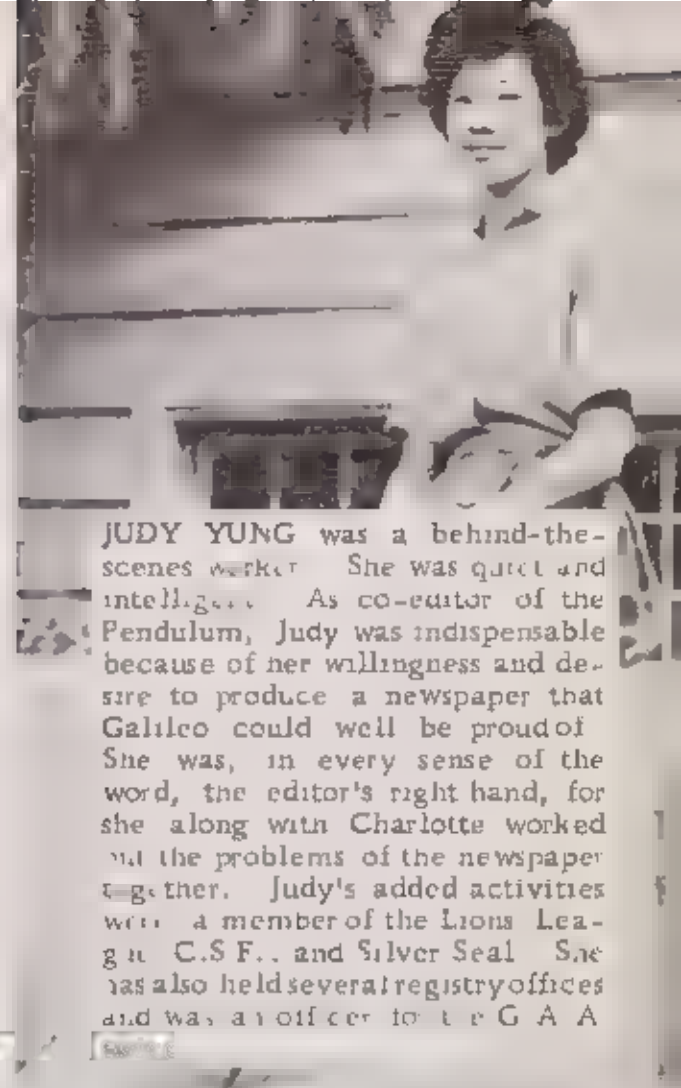 JUDY YUNG was a behind-the-
scenes worker She was quiet and
intelligent. As co-editor of the
Pendulum, Judy was indispensable
because of her willingness and de-
sire to produce a newspaper that
Galileo could well be proud of
She was, in every sense of the
word, the editor's right hand, for
she along with Charlotte worked
out the problems of the newspaper
together. Judy's added activities
were a member of the Lions Lea-
gue C.S.F., and Silver Seal She
has also held several registry offices
and was an officer for the G A A